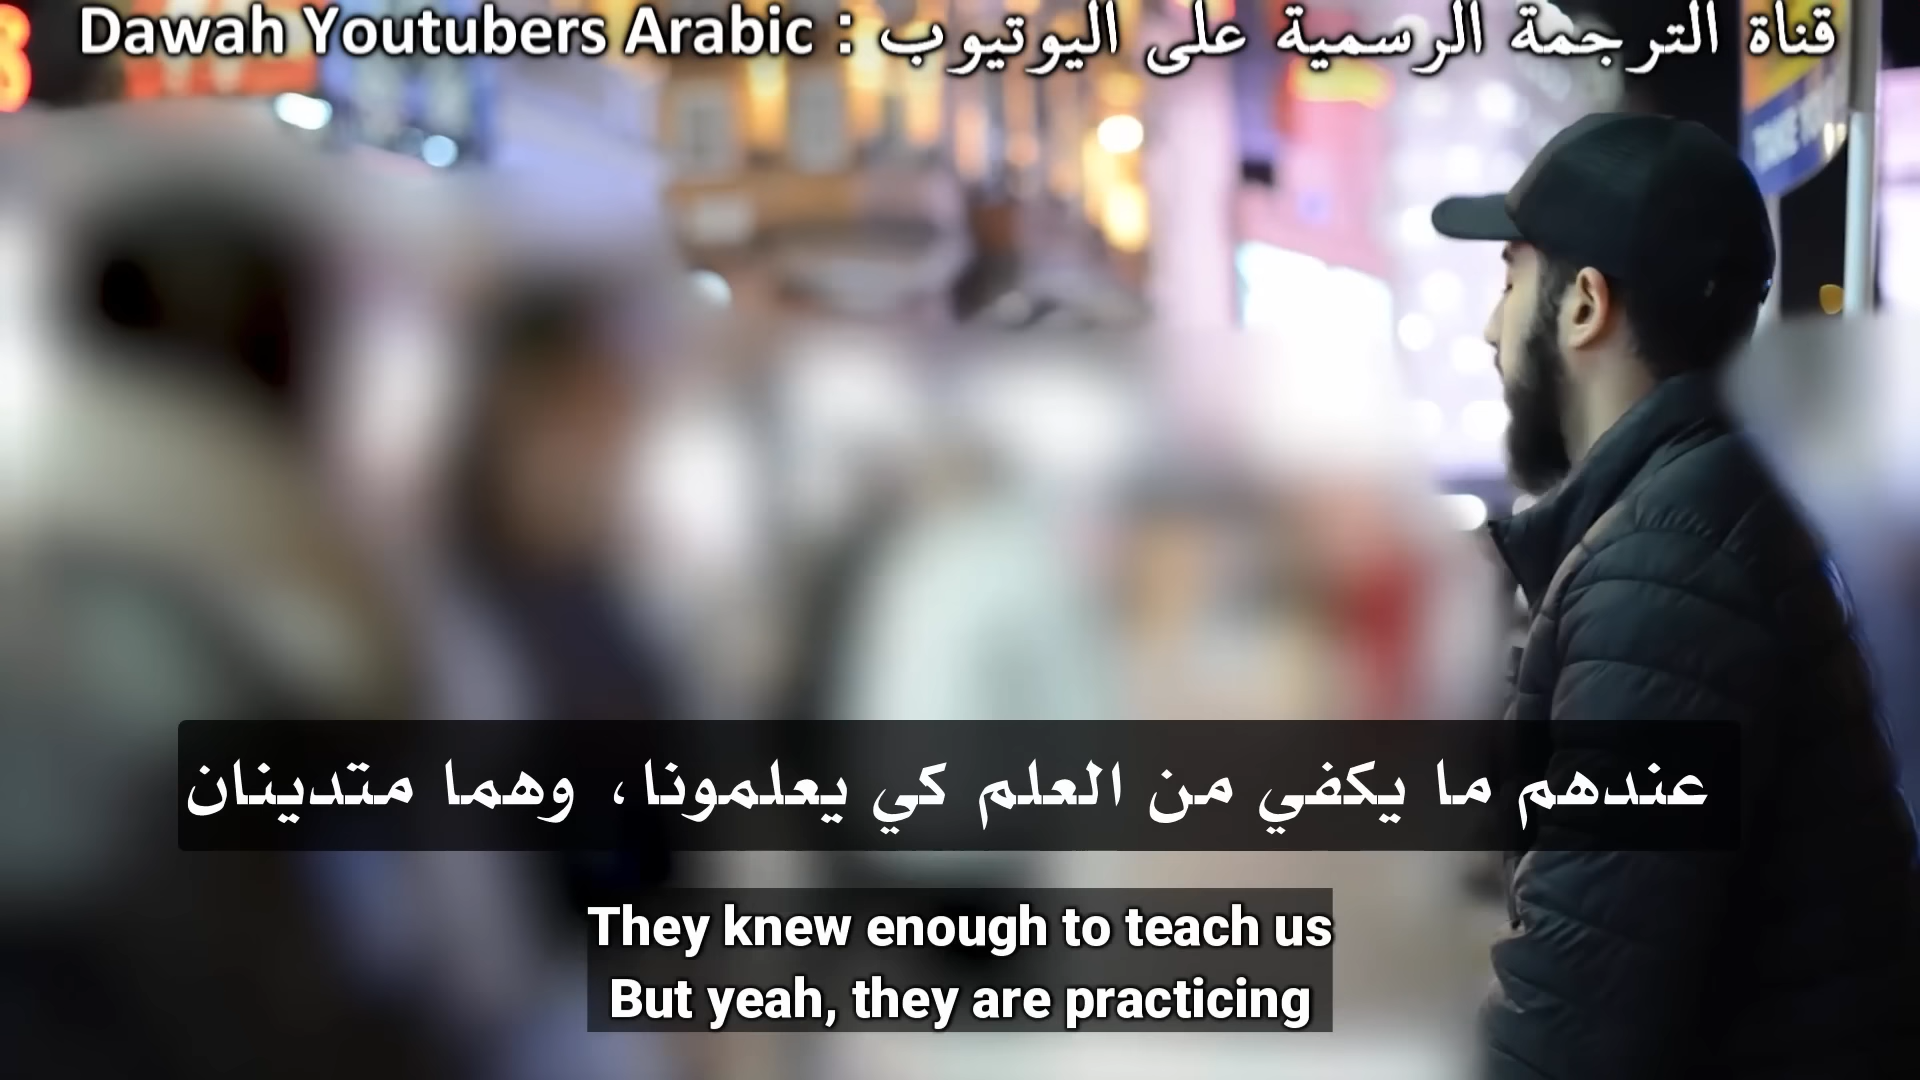 قناة الترجمة الرسمية على اليوتيوب : Dawah Youtubers Arabic
عندهم ما يكفي من العلم كي يعلمونا، وهما متدينان
They knew enough to teach us
But yeah, they are practicing